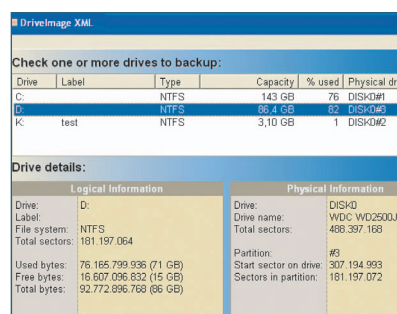 DriveImage XML
Check one or more drives to backup:
Drive Label Type Capacity % used Physical dr
C: NTFS 143 GB 76 DISK0#1
D: NTFS 86,4 GB 82 DISK0#3
K: test NTFS 3,10 GB 1 DISK0#2
Drive details:
Logical Information
Drive: D:
Label:
File system: NTFS
Total sectors: 181.197.064
Used bytes: 76.165.799.936 (71 GB)
Free bytes: 16.607.096.832 (15 GB)
Total bytes: 92.772.896.768 (86 GB)
Physical Information
Drive: DISK0
Drive name: WDC WD2500J
Total sectors: 488.397.168
Partition: #3
Start sector on drive: 307.194.993
Sectors in partition: 181.197.072